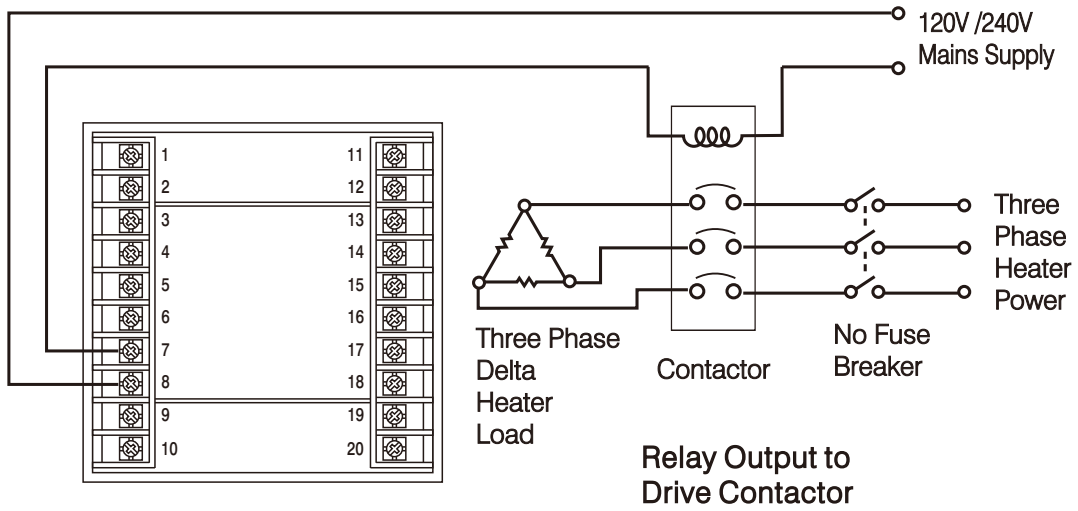 120V /240V
Mains Supply
1
2
3
4
5
6
7
8
9
10
11
12
13
14
15
16
17
18
19
20
Three Phase
Delta
Heater
Load
Contactor
No Fuse
Breaker
Three
Phase
Heater
Power
Relay Output to
Drive Contactor